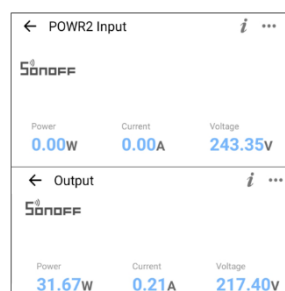 ← POWR2 Input i •••
SONOFF
Power Current Voltage
0.00W 0.00A 243.35V
← Output i •••
SONOFF
Power Current Voltage
31.67W 0.21A 217.40V